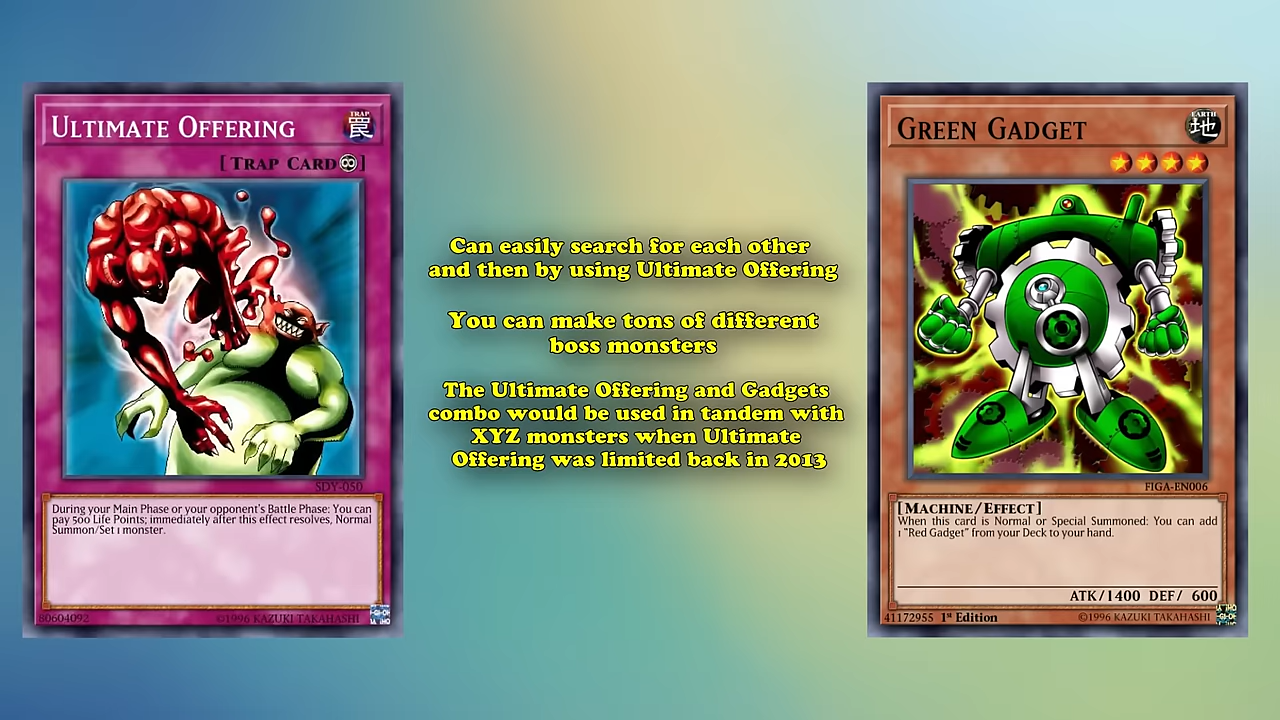 ULTIMATE OFFERING
TRAP
罠
[TRAP CARD]
SDY-050
During your Main Phase or your opponent's Battle Phase: You can
pay 500 Life Points; immediately after this effect resolves, Normal
Summon/Set 1 monster.
80604092
©1996 KAZUKI TAKAHASHI
Can easily search for each other
and then by using Ultimate Offering
You can make tons of different
boss monsters
The Ultimate Offering and Gadgets
combo would be used in tandem with
XYZ monsters when Ultimate
Offering was limited back in 2013
GREEN GADGET
EARTH
地
FIGA-EN006
[MACHINE/EFFECT]
When this card is Normal or Special Summoned: You can add
1 "Red Gadget" from your Deck to your hand.
ATK/1400 DEF/ 600
41172955 1st Edition
©1996 KAZUKI TAKAHASHI